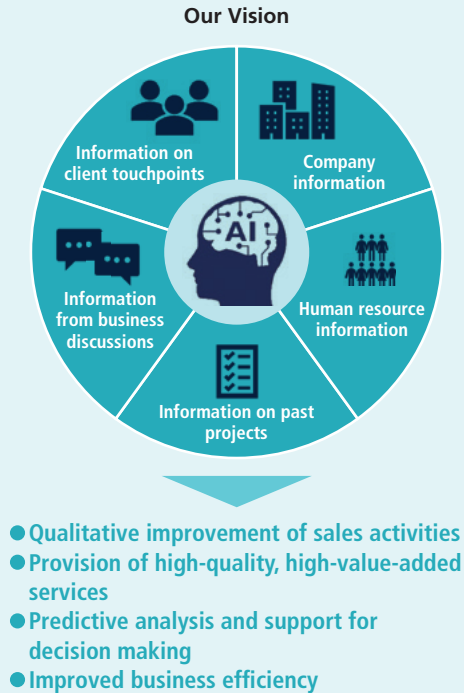 Our Vision
Information on
client touchpoints
Company
information
Information
from business
discussions
AI
Human resource
information
Information on past
projects
● Qualitative improvement of sales activities
● Provision of high-quality, high-value-added
services
● Predictive analysis and support for
decision making
● Improved business efficiency